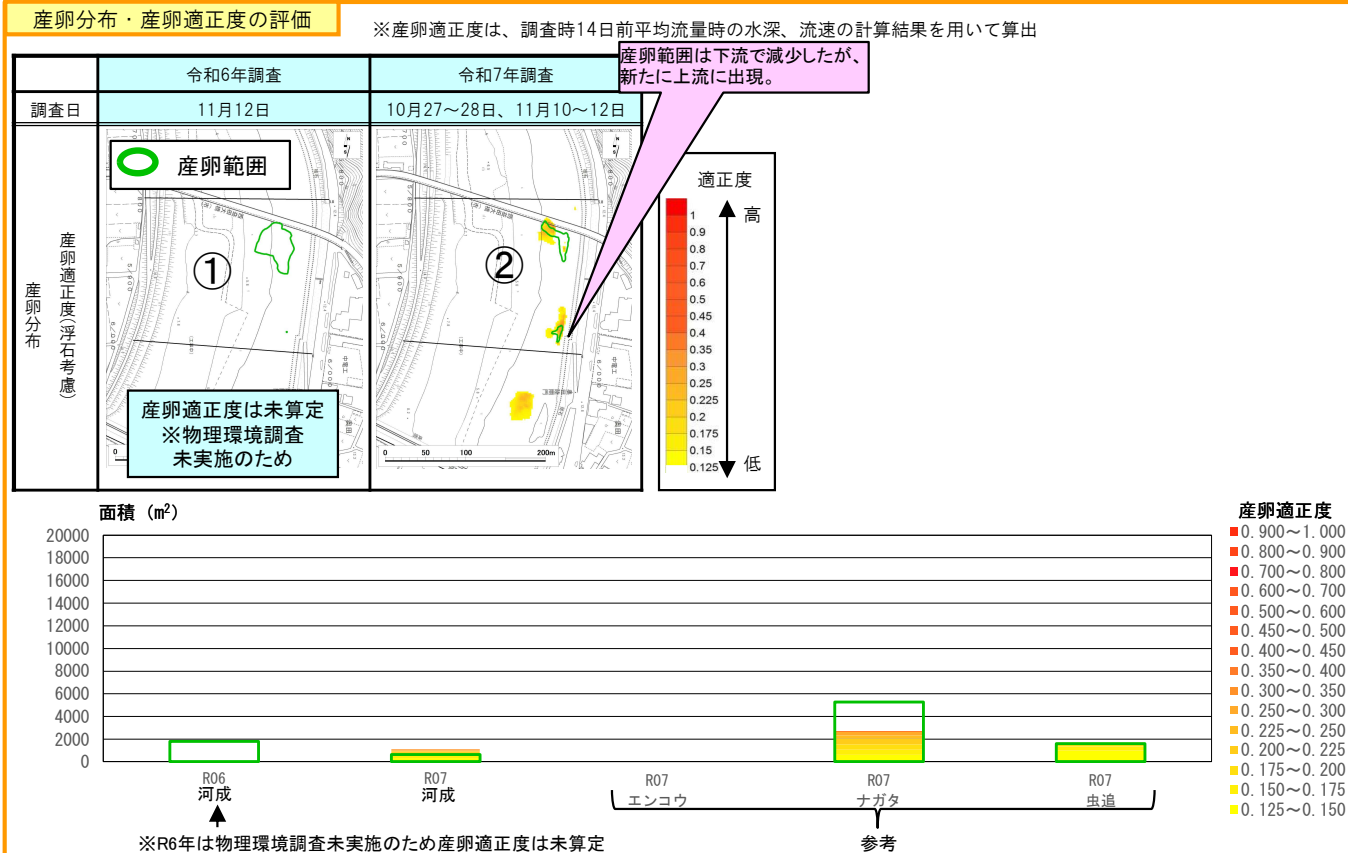 産卵分布・産卵適正度の評価
※産卵適正度は、調査時14日前平均流量時の水深、流速の計算結果を用いて算出
産卵範囲は下流で減少したが、
新たに上流に出現。
令和6年調査
令和7年調査
調査日
11月12日
10月27～28日、11月10～12日
産卵分布
産卵適正度(浮石考慮)
産卵範囲
①
②
産卵適正度は未算定
※物理環境調査
未実施のため
0
0 50 100 200m
適正度
高
低
1
0.9
0.8
0.7
0.6
0.5
0.45
0.4
0.35
0.3
0.25
0.225
0.2
0.175
0.15
0.125
面積（m²）
20000
18000
16000
14000
12000
10000
8000
6000
4000
2000
0
R06 R07 R07 R07 R07
河成 河成 エンコウ ナガタ 虫追
参考
※R6年は物理環境調査未実施のため産卵適正度は未算定
産卵適正度
0.900～1.000
0.800～0.900
0.700～0.800
0.600～0.700
0.500～0.600
0.450～0.500
0.400～0.450
0.350～0.400
0.300～0.350
0.250～0.300
0.225～0.250
0.200～0.225
0.175～0.200
0.150～0.175
0.125～0.150